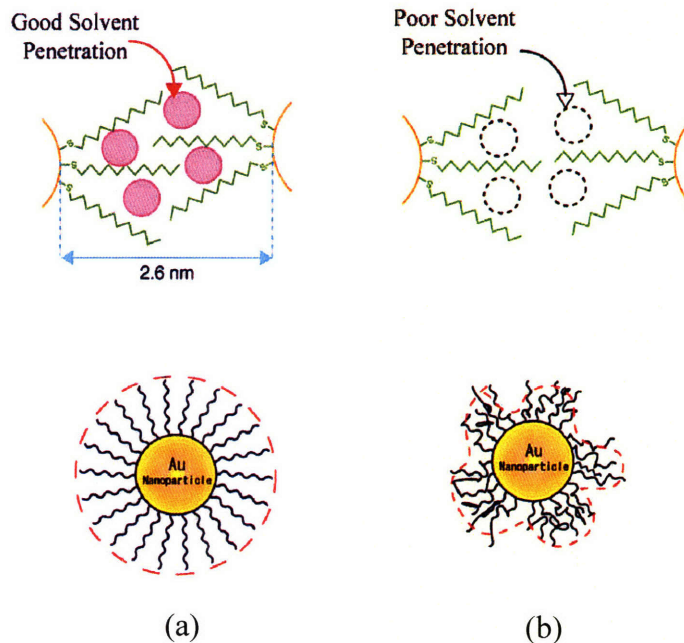 Good Solvent
Penetration
Poor Solvent
Penetration
S
S
S
S
S
S
S
S
S
S
S
S
2.6 nm
Au
Nanoparticle
Au
Nanoparticle
(a)
(b)